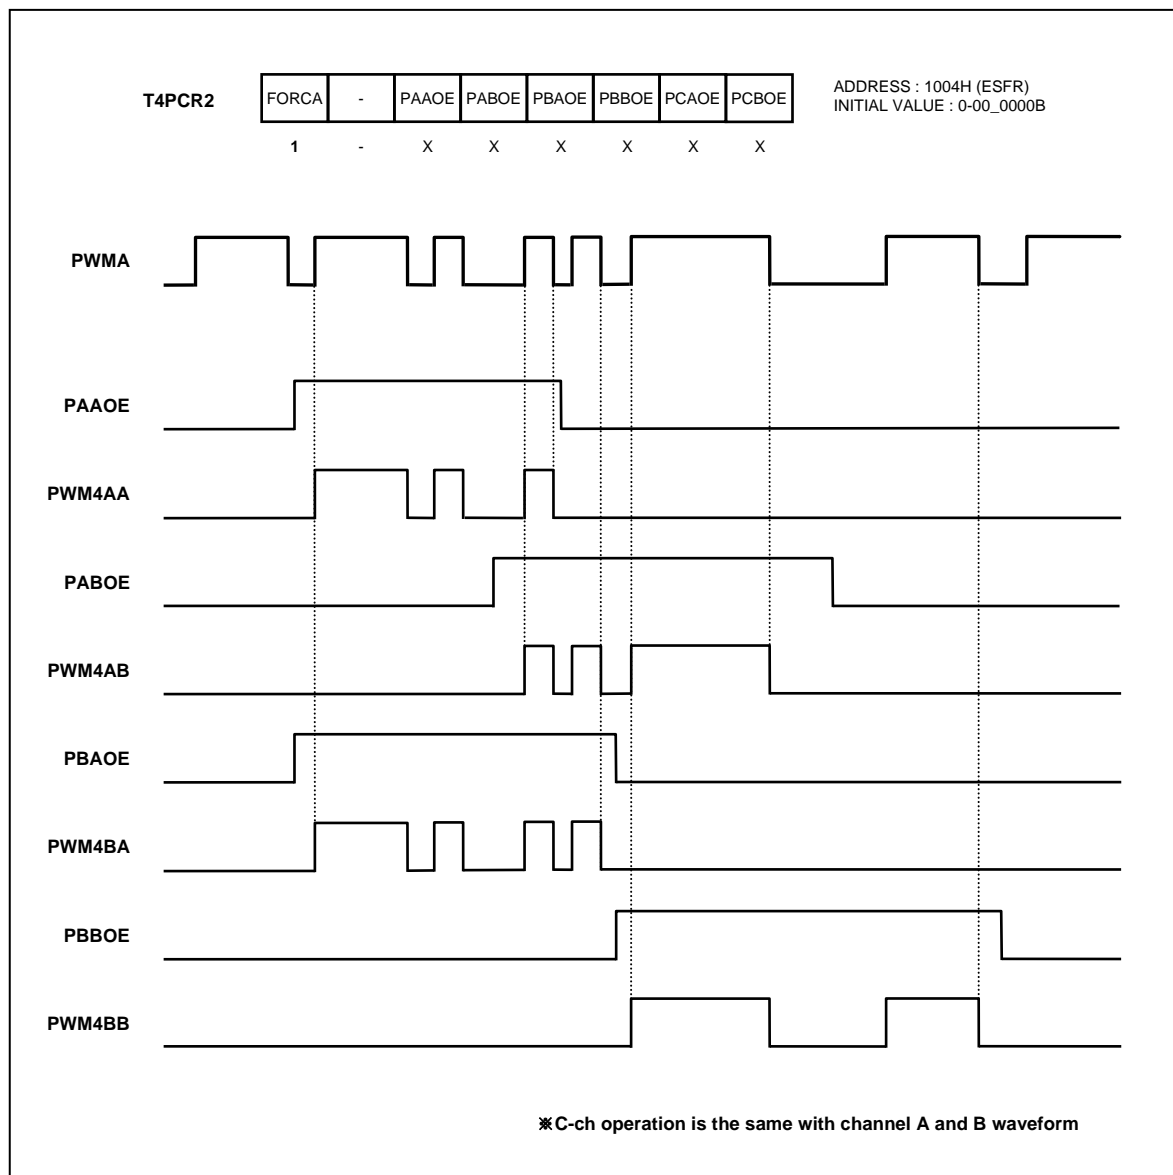 T4PCR2 FORCA - PAAOE PABOE PBAOE PBBOE PCAOE PCBOE ADDRESS : 1004H (ESFR)
INITIAL VALUE : 0-00_0000B
1 - X X X X X X
PWMA
PAAOE
PWM4AA
PABOE
PWM4AB
PBAOE
PWM4BA
PBBOE
PWM4BB
※C-ch operation is the same with channel A and B waveform